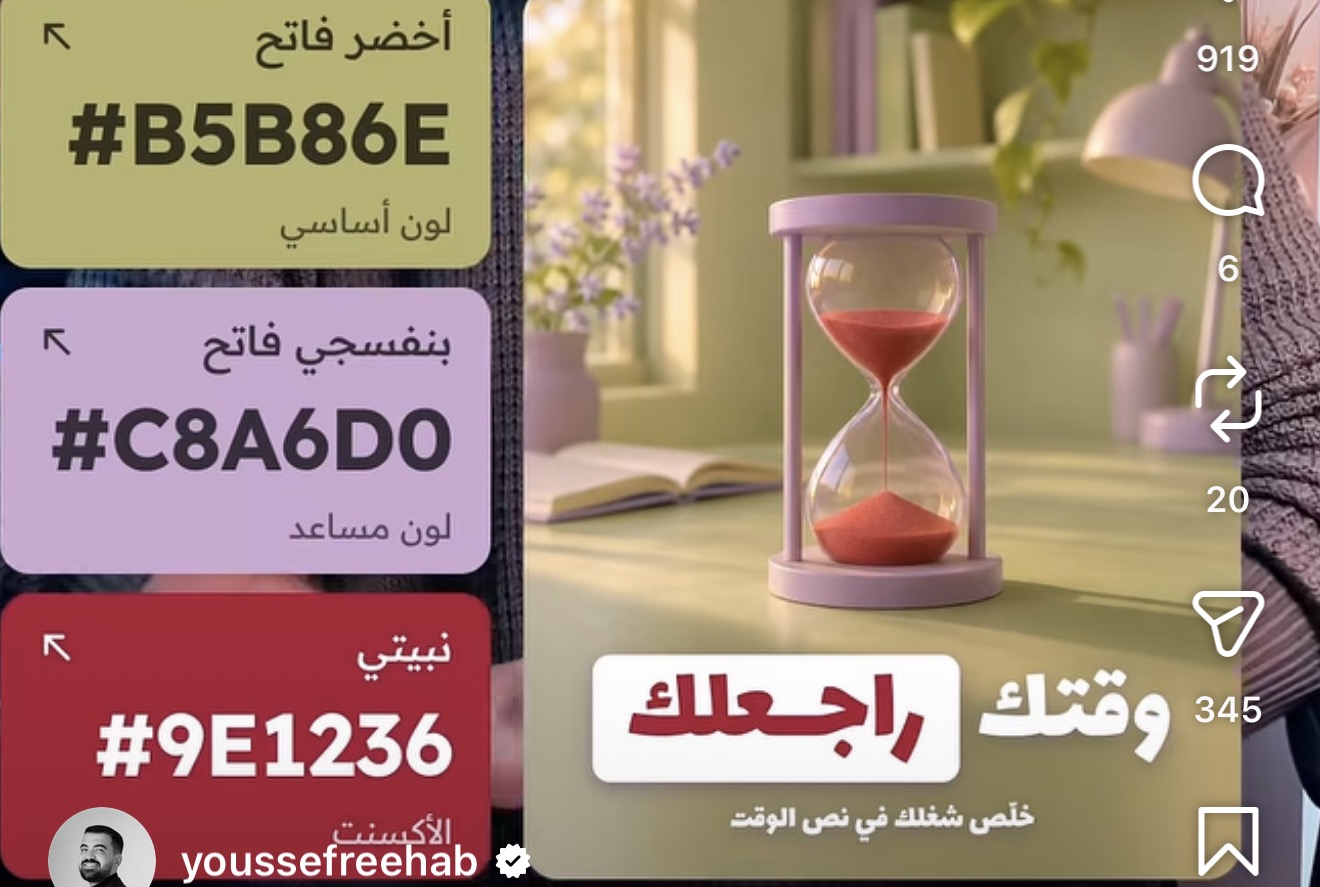 أخضر فاتح
#B5B86E
لون أساسي
بنفسجي فاتح
#C8A6D0
لون مساعد
نبيتي
#9E1236
الأكسنت
وقتك راجعلك
خلّص شغلك في نص الوقت
919
6
20
345
youssefreehab